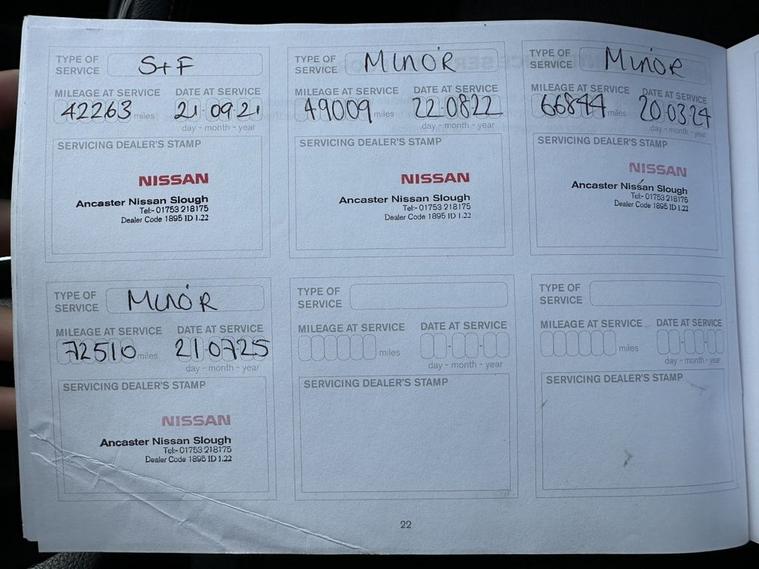 TYPE OF SERVICE S+F
MILEAGE AT SERVICE DATE AT SERVICE
42263 miles 21-09-21
day - month - year
SERVICING DEALER'S STAMP
NISSAN
Ancaster Nissan Slough
Tel:- 01753 218175
Dealer Code 1895 ID 1.22
TYPE OF SERVICE MINOR
MILEAGE AT SERVICE DATE AT SERVICE
49009 miles 22-08-22
day - month - year
SERVICING DEALER'S STAMP
NISSAN
Ancaster Nissan Slough
Tel:- 01753 218175
Dealer Code 1895 ID 1.22
TYPE OF SERVICE MINOR
MILEAGE AT SERVICE DATE AT SERVICE
66844 miles 20-03-24
day - month - year
SERVICING DEALER'S STAMP
NISSAN
Ancaster Nissan Slough
Tel:- 01753 218175
Dealer Code 1895 ID 1.22
TYPE OF SERVICE MINOR
MILEAGE AT SERVICE DATE AT SERVICE
72510 miles 21-07-25
day - month - year
SERVICING DEALER'S STAMP
NISSAN
Ancaster Nissan Slough
Tel:- 01753 218175
Dealer Code 1895 ID 1.22
TYPE OF SERVICE
MILEAGE AT SERVICE DATE AT SERVICE
miles
day - month - year
SERVICING DEALER'S STAMP
TYPE OF SERVICE
MILEAGE AT SERVICE DATE AT SERVICE
miles
day - month - year
SERVICING DEALER'S STAMP
22